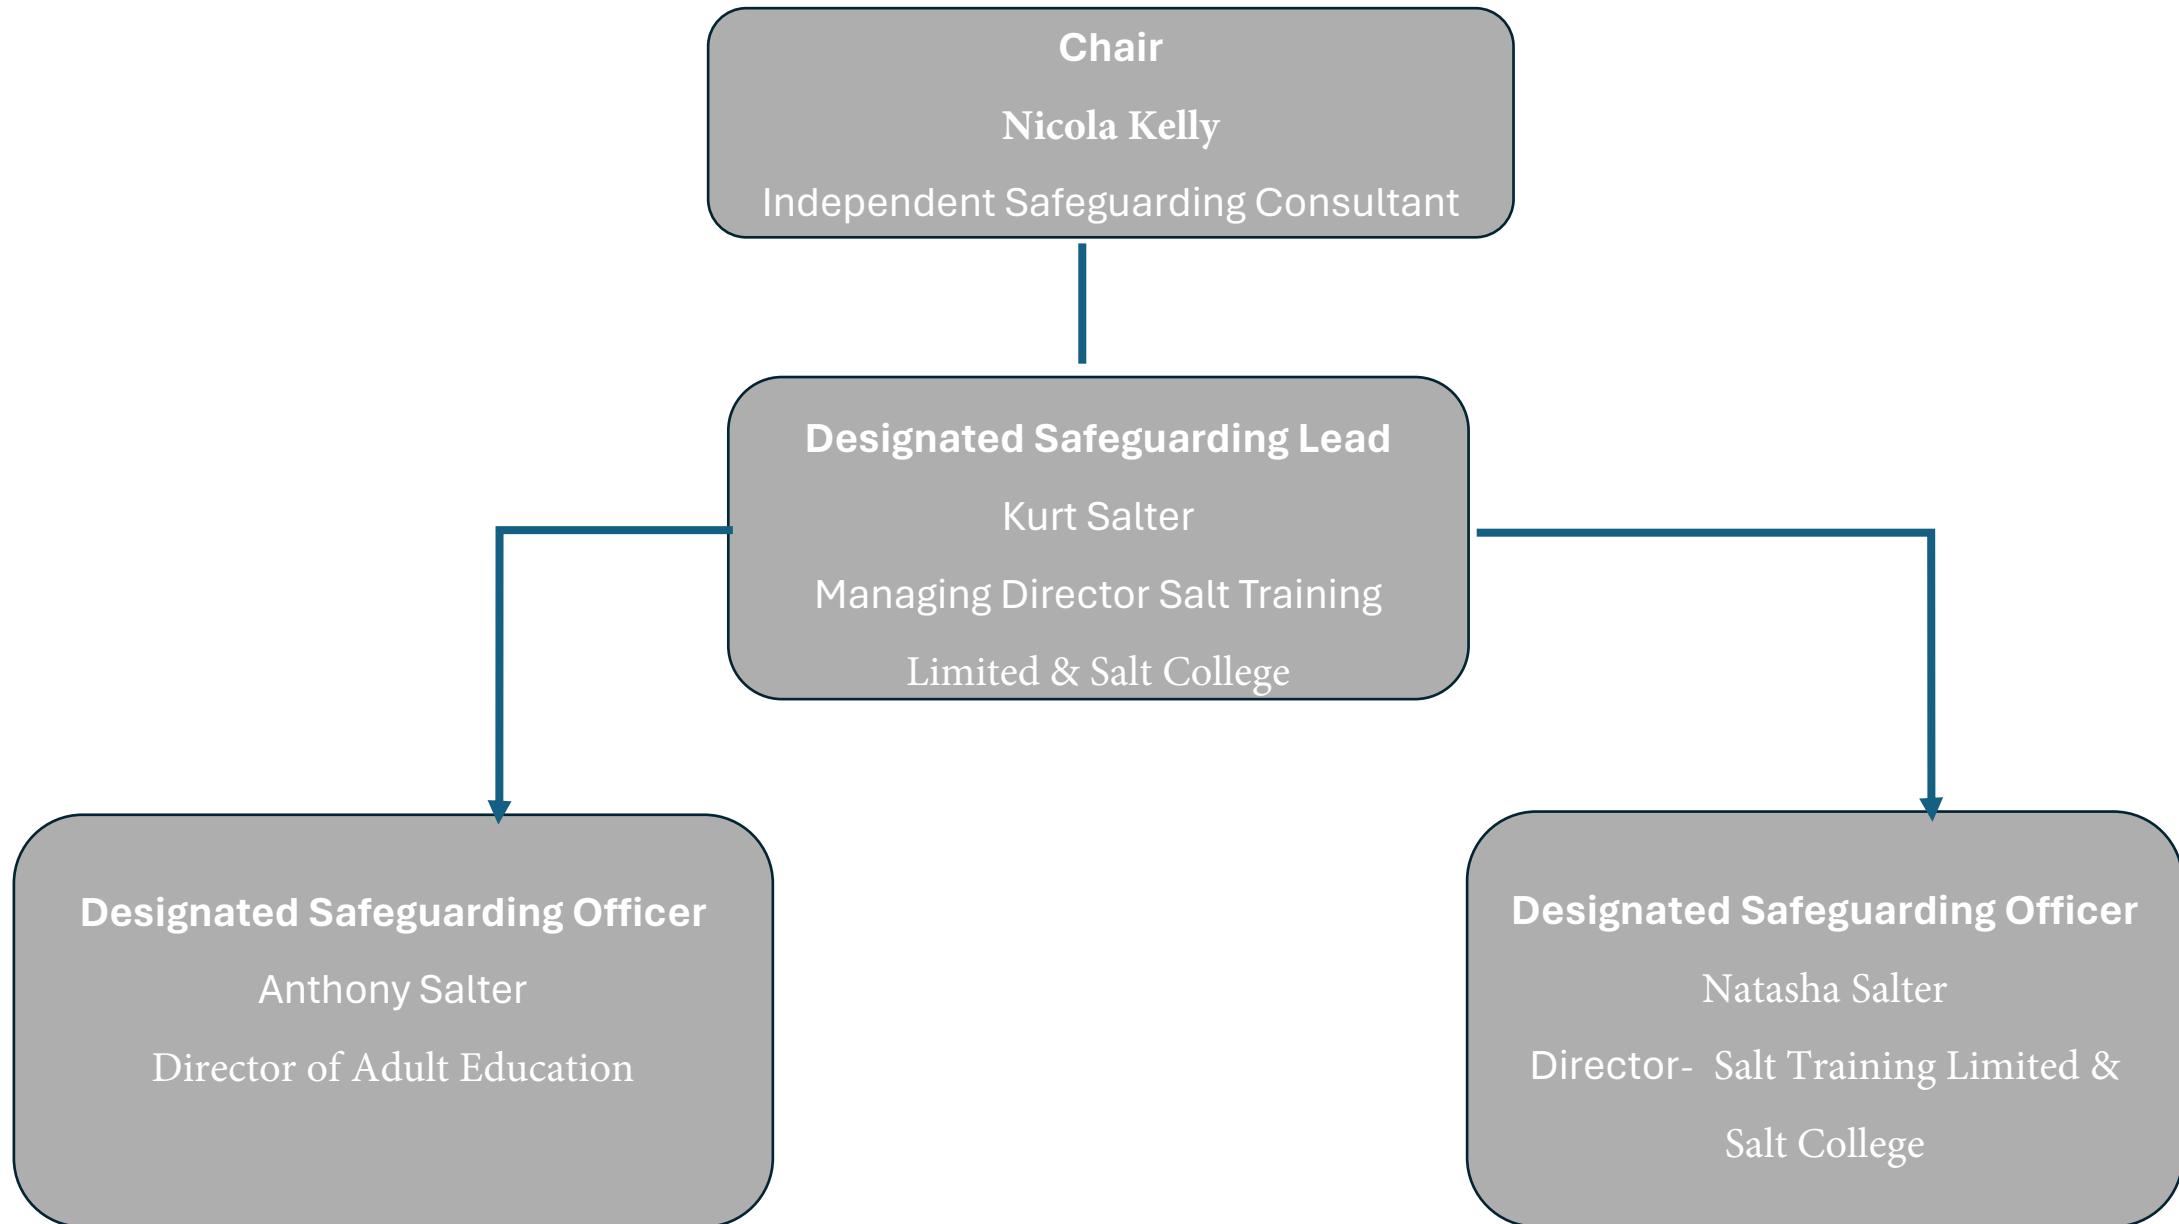 Chair
Nicola Kelly
Independent Safeguarding Consultant
Designated Safeguarding Lead
Kurt Salter
Managing Director Salt Training
Limited & Salt College
Designated Safeguarding Officer
Anthony Salter
Director of Adult Education
Designated Safeguarding Officer
Natasha Salter
Director-  Salt Training Limited &
Salt College